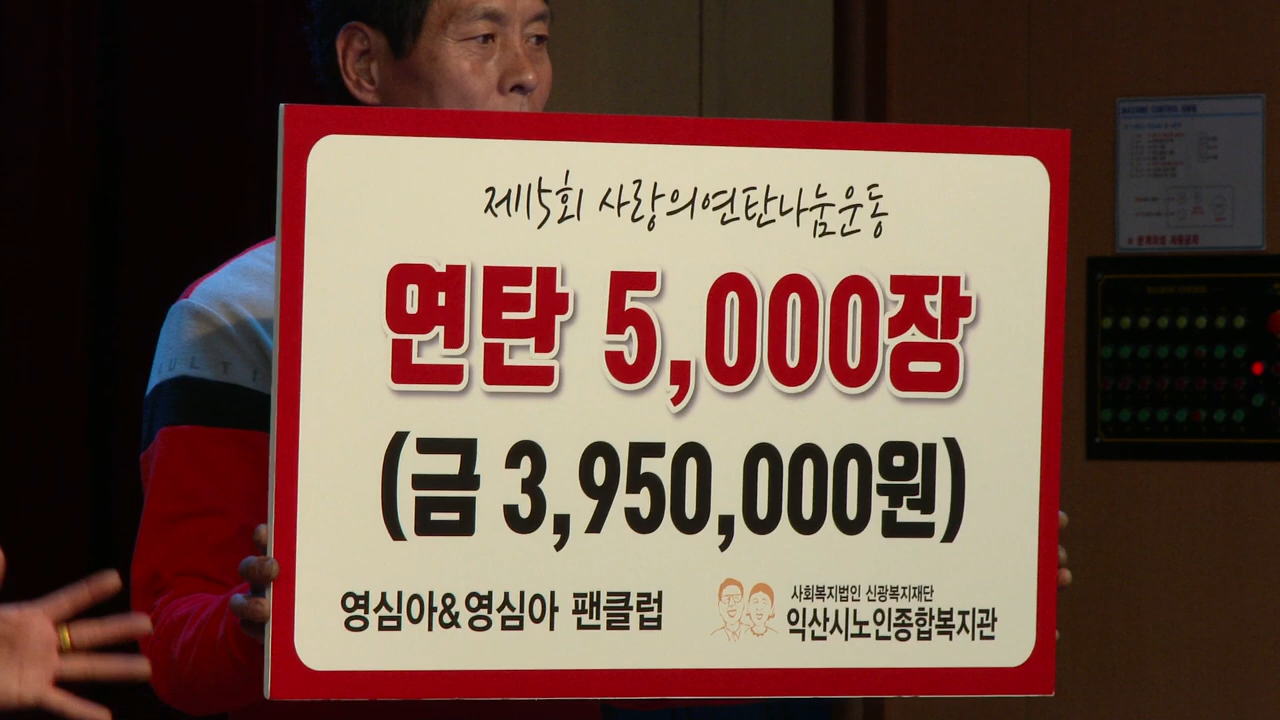 제15회 사랑의연탄나눔운동
연탄 5,000장
(금 3,950,000원)
영심아&영심아 팬클럽
사회복지법인 신광복지재단
익산시노인종합복지관